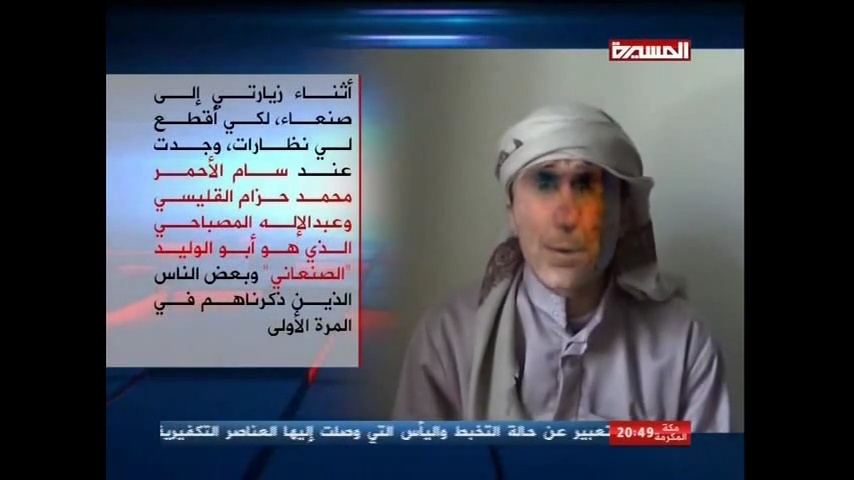 المسيرة
أثناء زيارتي إلى
صنعاء، لكي أقطع
لي نظارات، وجدت
عند سام الأحمر
محمد حزام القليسي
وعبدالإله المصباحي
الذي هو أبو الوليد
"الصنعاني" وبعض الناس
الذين ذكرناهم في
المرة الأولى
مكة
المكرمة
20:49
تعبير عن حالة التخبط واليأس التي وصلت إليها العناصر التكفيرية